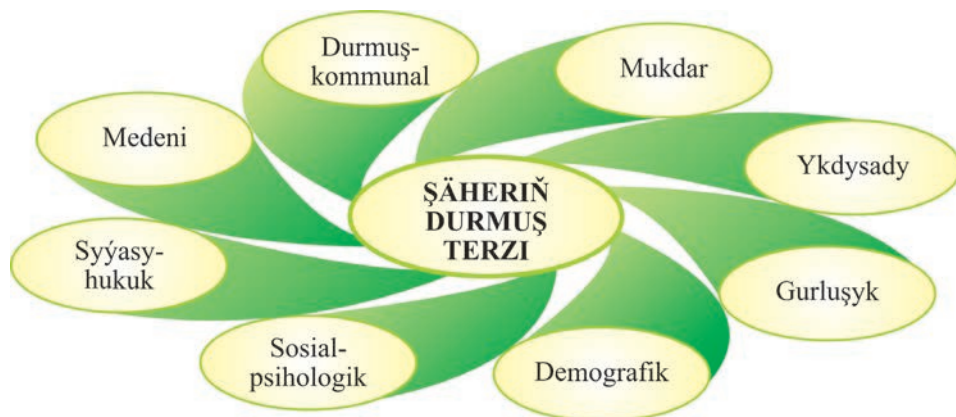 Durmuş-
kommunal
Mukdar
Medeni
Ykdysady
ŞÄHERIŇ
DURMUŞ
TERZI
Syýasy-
hukuk
Gurluşyk
Sosial-
psihologik
Demografik